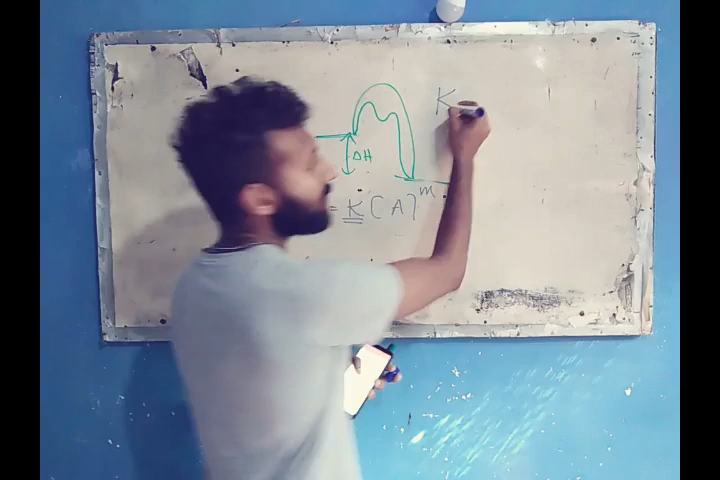 K
ΔH
= K [A]^m